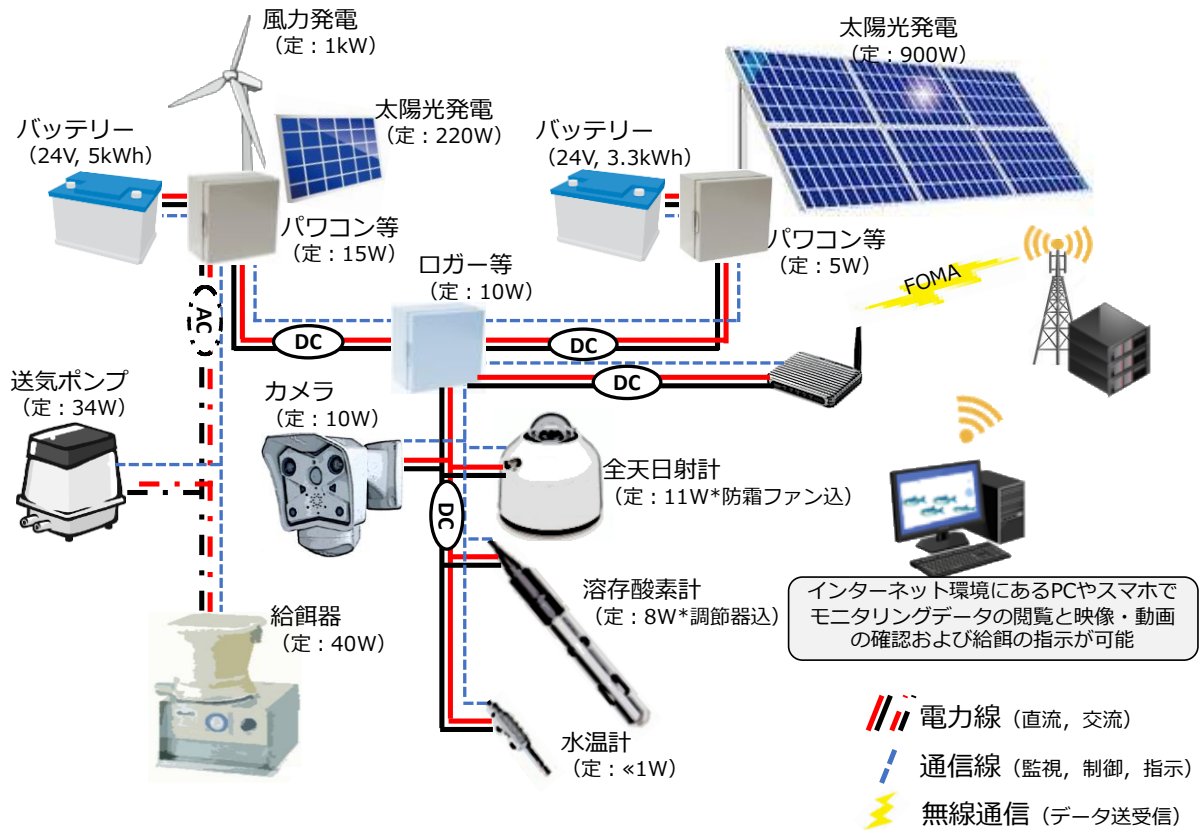 風力発電
（定：1kW）
太陽光発電
（定：900W）
太陽光発電
（定：220W）
バッテリー
（24V, 5kWh）
バッテリー
（24V, 3.3kWh）
パワコン等
（定：15W）
パワコン等
（定：5W）
ロガー等
（定：10W）
FOMA
AC
DC
DC
DC
送気ポンプ
（定：34W）
カメラ
（定：10W）
全天日射計
（定：11W*防霜ファン込）
DC
溶存酸素計
（定：8W*調節器込）
インターネット環境にあるPCやスマホで
モニタリングデータの閲覧と映像・動画
の確認および給餌の指示が可能
給餌器
（定：40W）
水温計
（定：≪1W）
電力線（直流，交流）
通信線（監視，制御，指示）
無線通信（データ送受信）